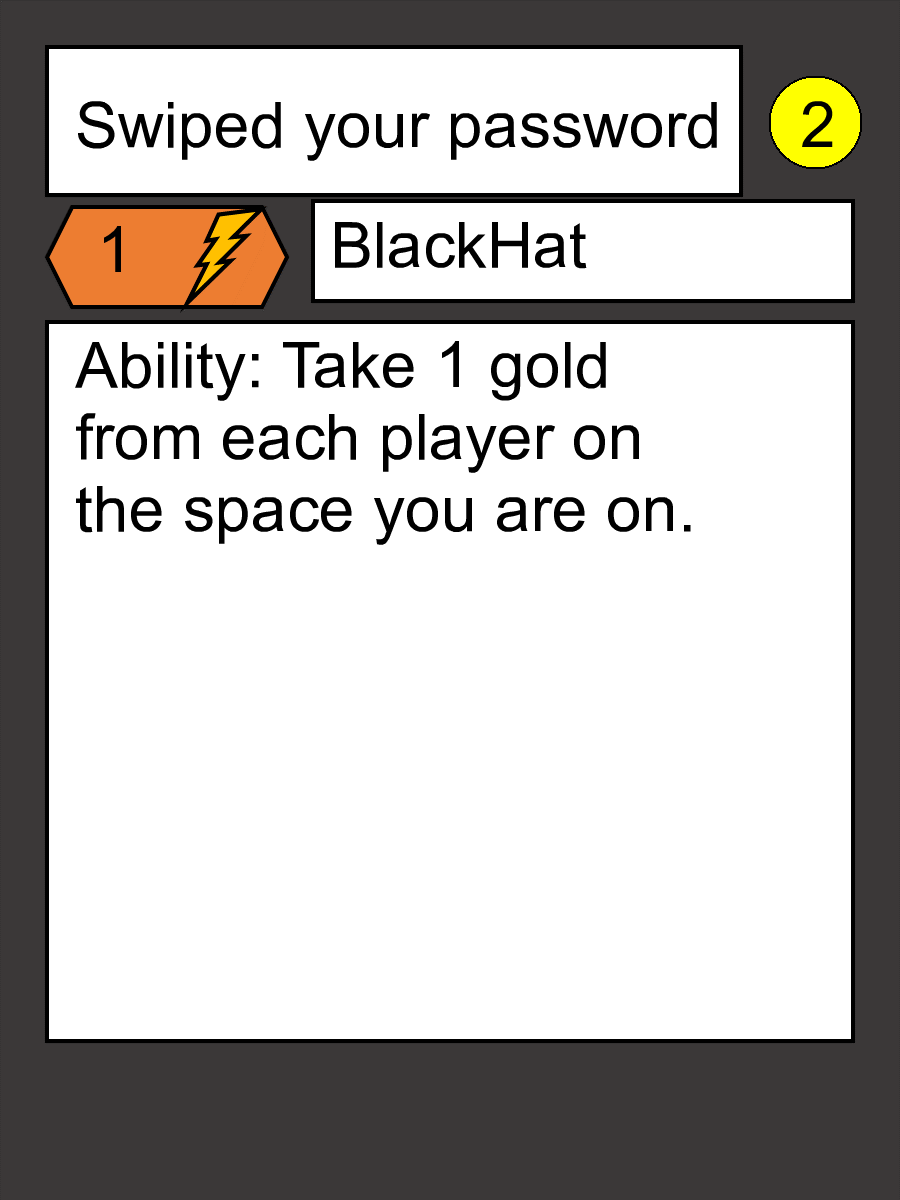 Swiped your password
2
1
BlackHat
Ability: Take 1 gold
from each player on
the space you are on.